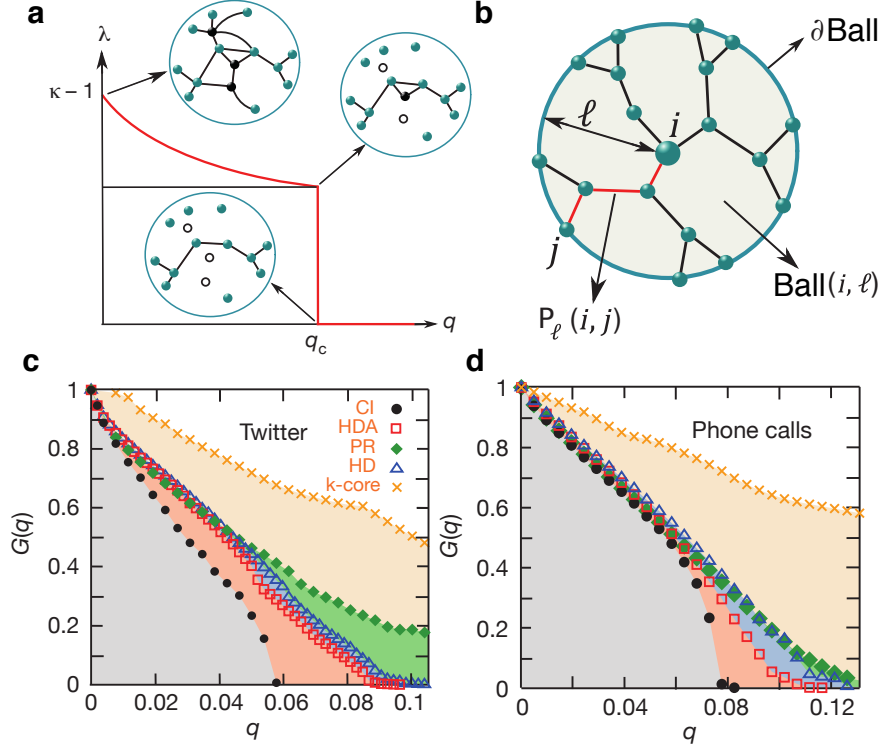 a
λ
κ − 1
q
q_c
b
∂Ball
ℓ
i
j
Ball(i, ℓ)
P_ℓ (i, j)
c
1
0.8
0.6
0.4
0.2
0
G(q)
Twitter
CI
HDA
PR
HD
k-core
0
0.02
0.04
0.06
0.08
0.1
q
d
1
0.8
0.6
0.4
0.2
0
G(q)
Phone calls
0
0.04
0.08
0.12
q